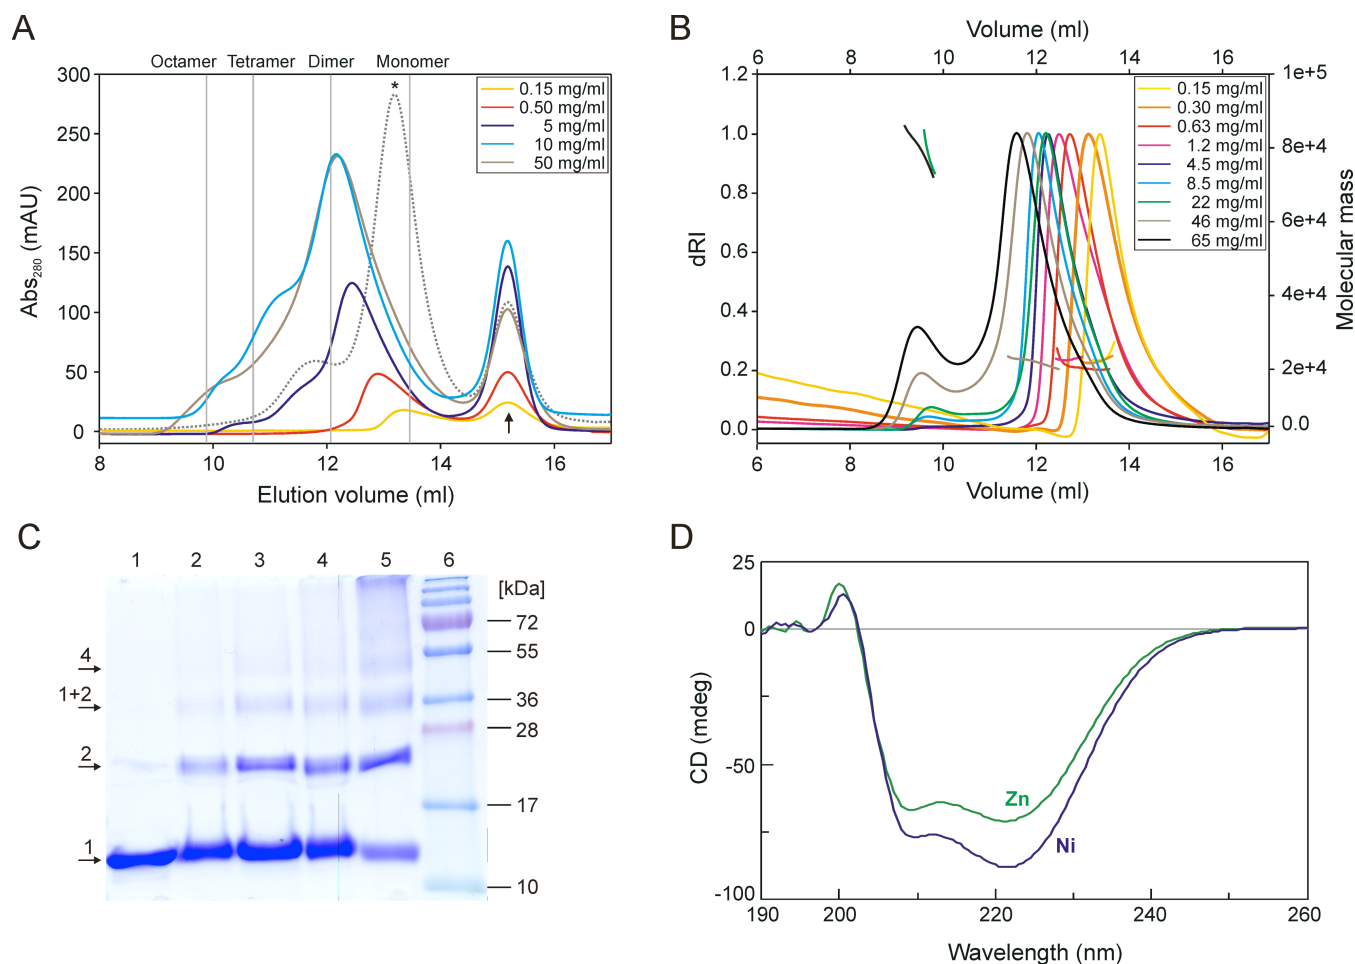 A
Octamer Tetramer Dimer Monomer
300
250
200
150
100
50
0
Abs280 (mAU)
*
0.15 mg/ml
0.50 mg/ml
5 mg/ml
10 mg/ml
50 mg/ml
8 10 12 14 16
Elution volume (ml)
B
Volume (ml)
6 8 10 12 14 16
1.2
1.0
0.8
0.6
0.4
0.2
0.0
dRI
0.15 mg/ml
0.30 mg/ml
0.63 mg/ml
1.2 mg/ml
4.5 mg/ml
8.5 mg/ml
22 mg/ml
46 mg/ml
65 mg/ml
1e+5
8e+4
6e+4
4e+4
2e+4
0.0
Molecular mass
6 8 10 12 14 16
Volume (ml)
C
1 2 3 4 5 6
[kDa]
72
55
36
28
17
10
4
1+2
2
1
D
25
0
-50
-100
CD (mdeg)
Zn
Ni
190 200 220 240 260
Wavelength (nm)